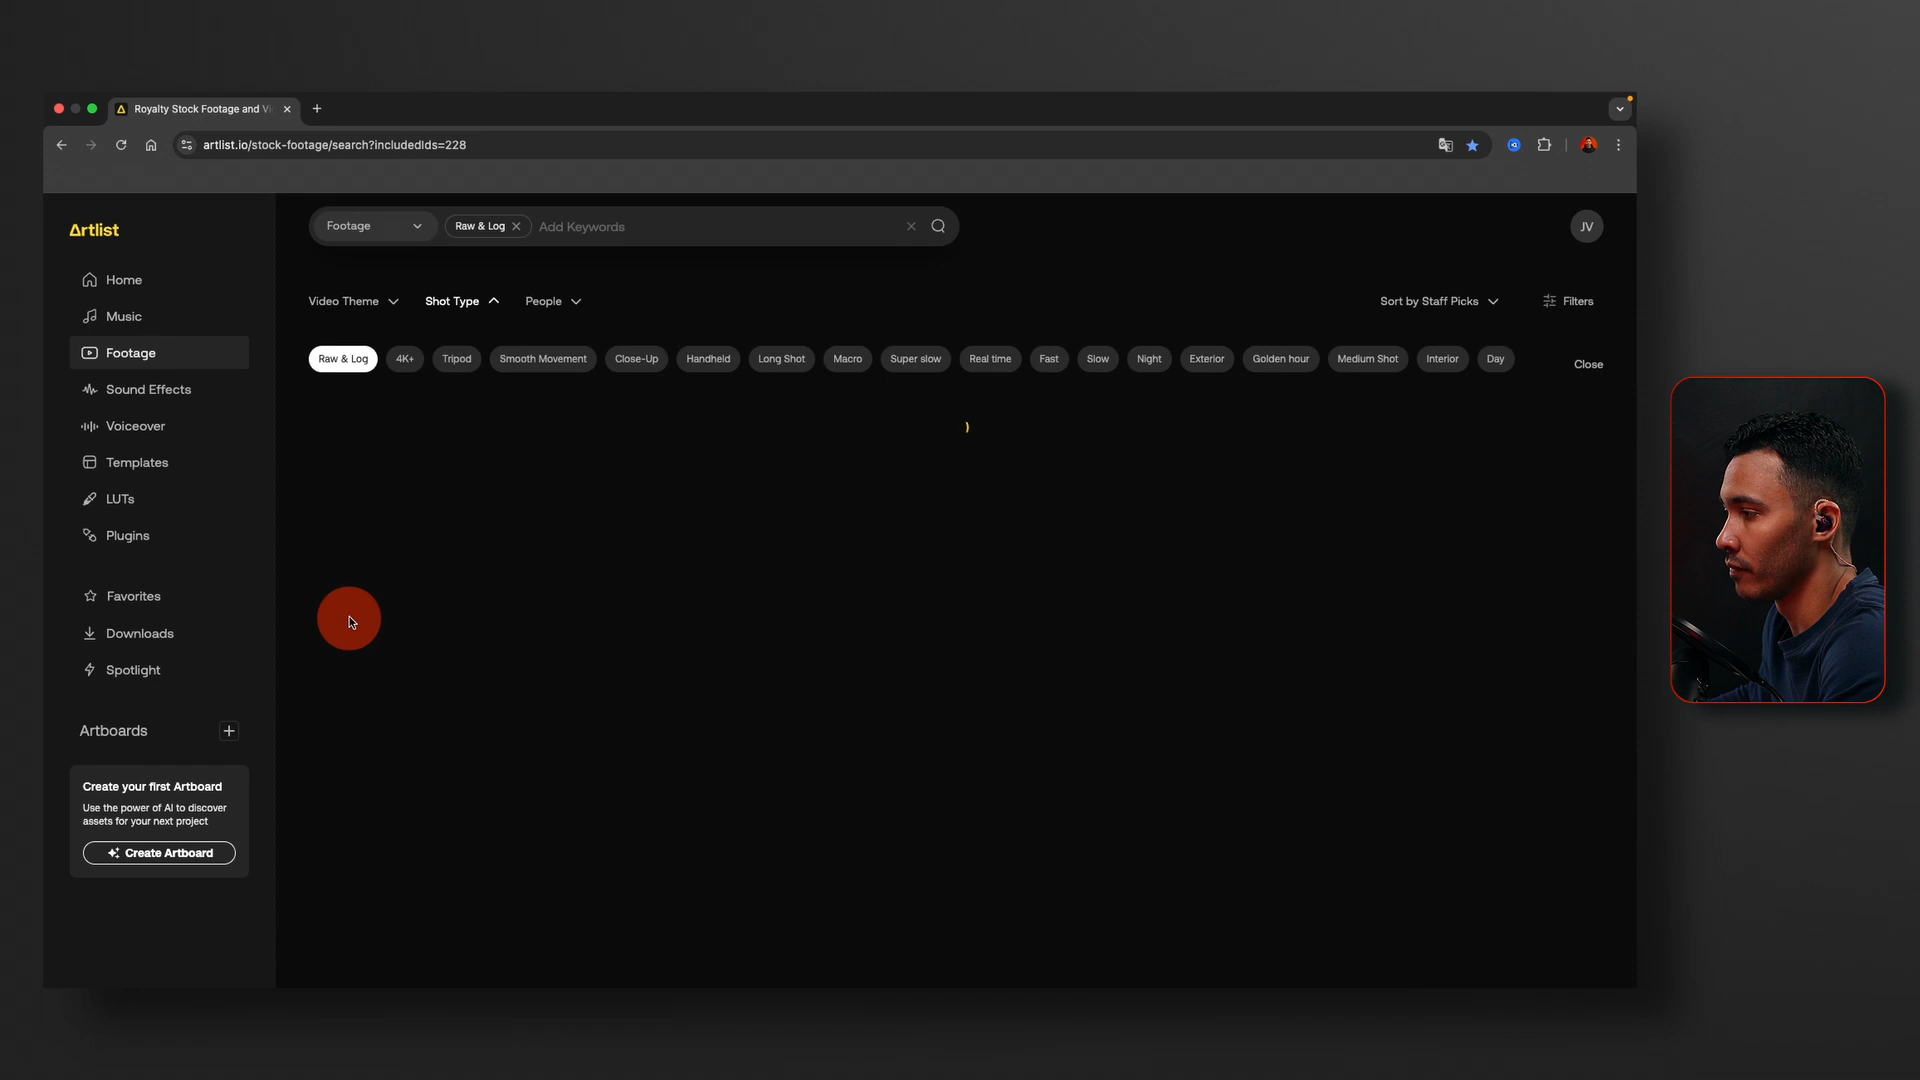 Royalty Stock Footage and Vi
artlist.io/stock-footage/search?includedIds=228
Artlist
Footage
Raw & Log
Add Keywords
JV
Home
Music
Footage
Sound Effects
Voiceover
Templates
LUTs
Plugins
Favorites
Downloads
Spotlight
Artboards
Create your first Artboard
Use the power of AI to discover
assets for your next project
Create Artboard
Video Theme
Shot Type
People
Sort by Staff Picks
Filters
Raw & Log
4K+
Tripod
Smooth Movement
Close-Up
Handheld
Long Shot
Macro
Super slow
Real time
Fast
Slow
Night
Exterior
Golden hour
Medium Shot
Interior
Day
Close